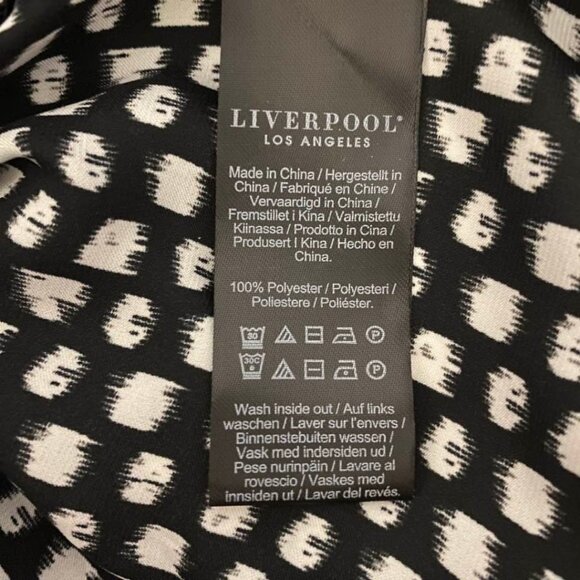 LIVERPOOL®
LOS ANGELES
Made in China / Hergestellt in
China / Fabriqué en Chine /
Vervaardigd in China /
Fremstillet i Kina / Valmistettu
Kiinassa / Prodotto in Cina /
Produsert I Kina / Hecho en
China.
100% Polyester / Polyesteri /
Poliestere / Poliéster.
30 P
30C P
Wash inside out / Auf links
waschen / Laver sur l'envers /
Binnenstebuiten wassen /
Vask med indersiden ud /
Pese nurinpäin / Lavare al
rovescio / Vaskes med
innsiden ut / Lavar del revés.